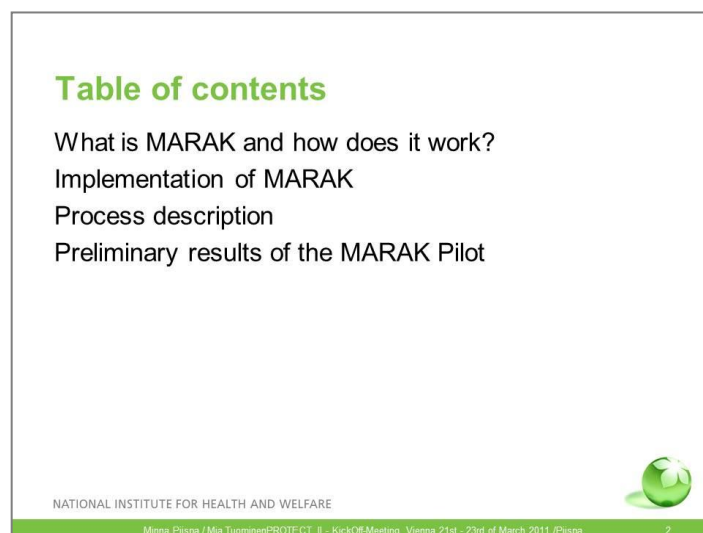 Table of contents
What is MARAK and how does it work?
Implementation of MARAK
Process description
Preliminary results of the MARAK Pilot
NATIONAL INSTITUTE FOR HEALTH AND WELFARE
Minna Piispa / Mia TuominenPROTECT II - KickOff-Meeting, Vienna 21st - 23rd of March 2011 /Piispa 2